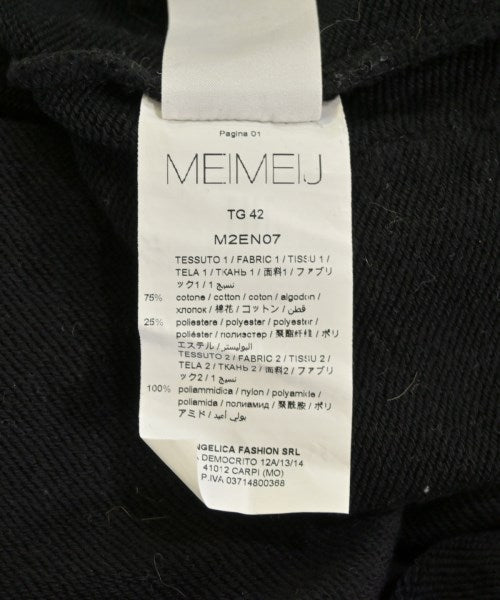 Pagina 01
MEIMEIJ
TG 42
M2EN07
TESSUTO 1 / FABRIC 1 / TISSU 1 /
TELA 1 / ТКАНЬ 1 / 面料1 / ファブリ
ック1 / نسيج 1
75% cotone / cotton / coton / algodón /
хлопок / 棉花 / コットン / قطن
25% poliestere / polyester / polyester /
poliéster / полиэстер / 聚酯纤维 / ポリ
エステル / البوليستر
TESSUTO 2 / FABRIC 2 / TISSU 2 /
TELA 2 / ТКАНЬ 2 / 面料2 / ファブリ
ック2 / نسيج 1
100% poliammidica / nylon / polyamide /
poliamida / полиамид / 聚酰胺 / ポリ
アミド / بولي أميد
NGELICA FASHION SRL
DEMOCRITO 12A/13/14
41012 CARPI (MO)
P.IVA 03714800368